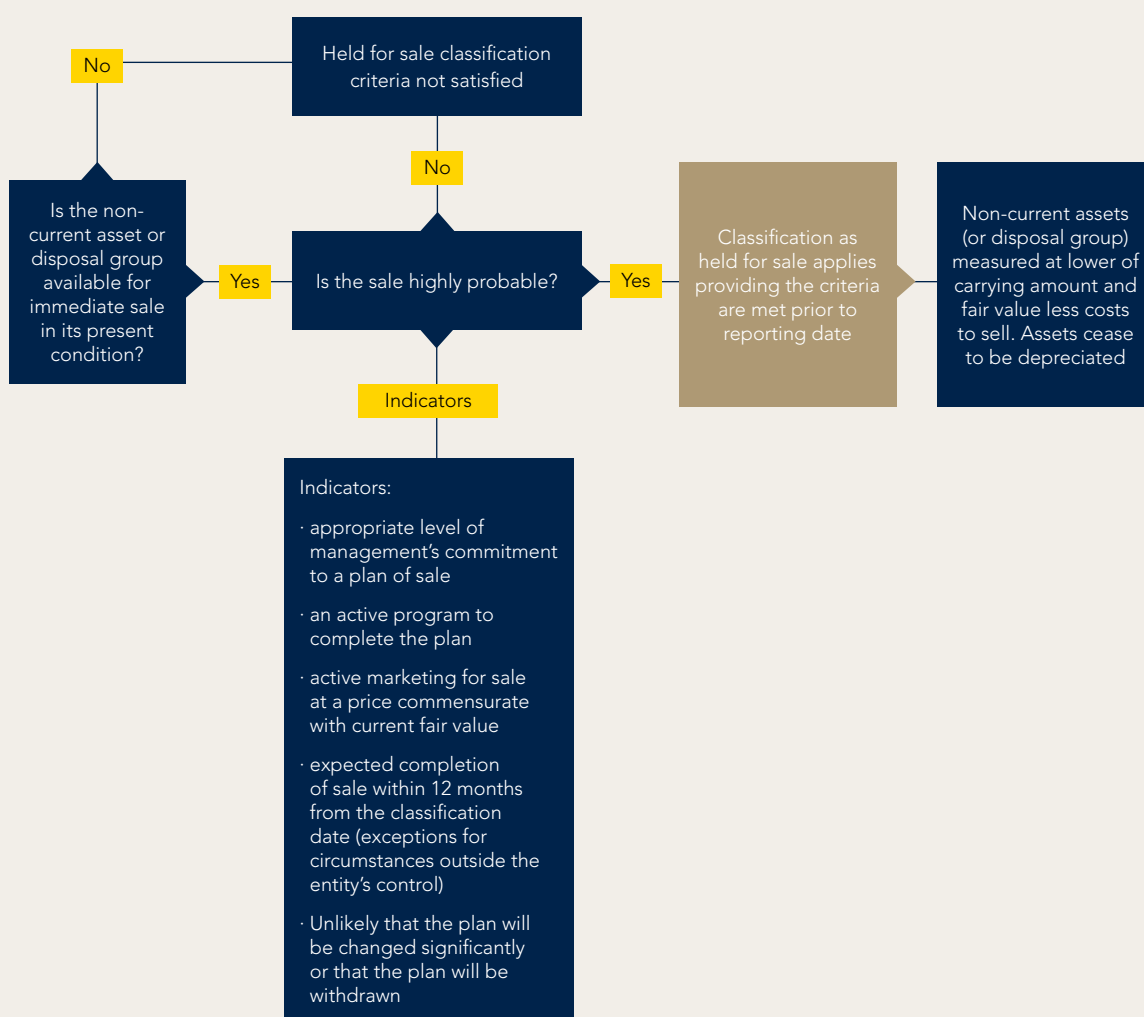 Held for sale classification
criteria not satisfied
No
No
Is the non-
current asset or
disposal group
available for
immediate sale
in its present
condition?
Yes
Is the sale highly probable?
Yes
Classification as
held for sale applies
providing the criteria
are met prior to
reporting date
Non-current assets
(or disposal group)
measured at lower of
carrying amount and
fair value less costs
to sell. Assets cease
to be depreciated
Indicators
Indicators:
· appropriate level of
management’s commitment
to a plan of sale
· an active program to
complete the plan
· active marketing for sale
at a price commensurate
with current fair value
· expected completion
of sale within 12 months
from the classification
date (exceptions for
circumstances outside the
entity’s control)
· Unlikely that the plan will
be changed significantly
or that the plan will be
withdrawn